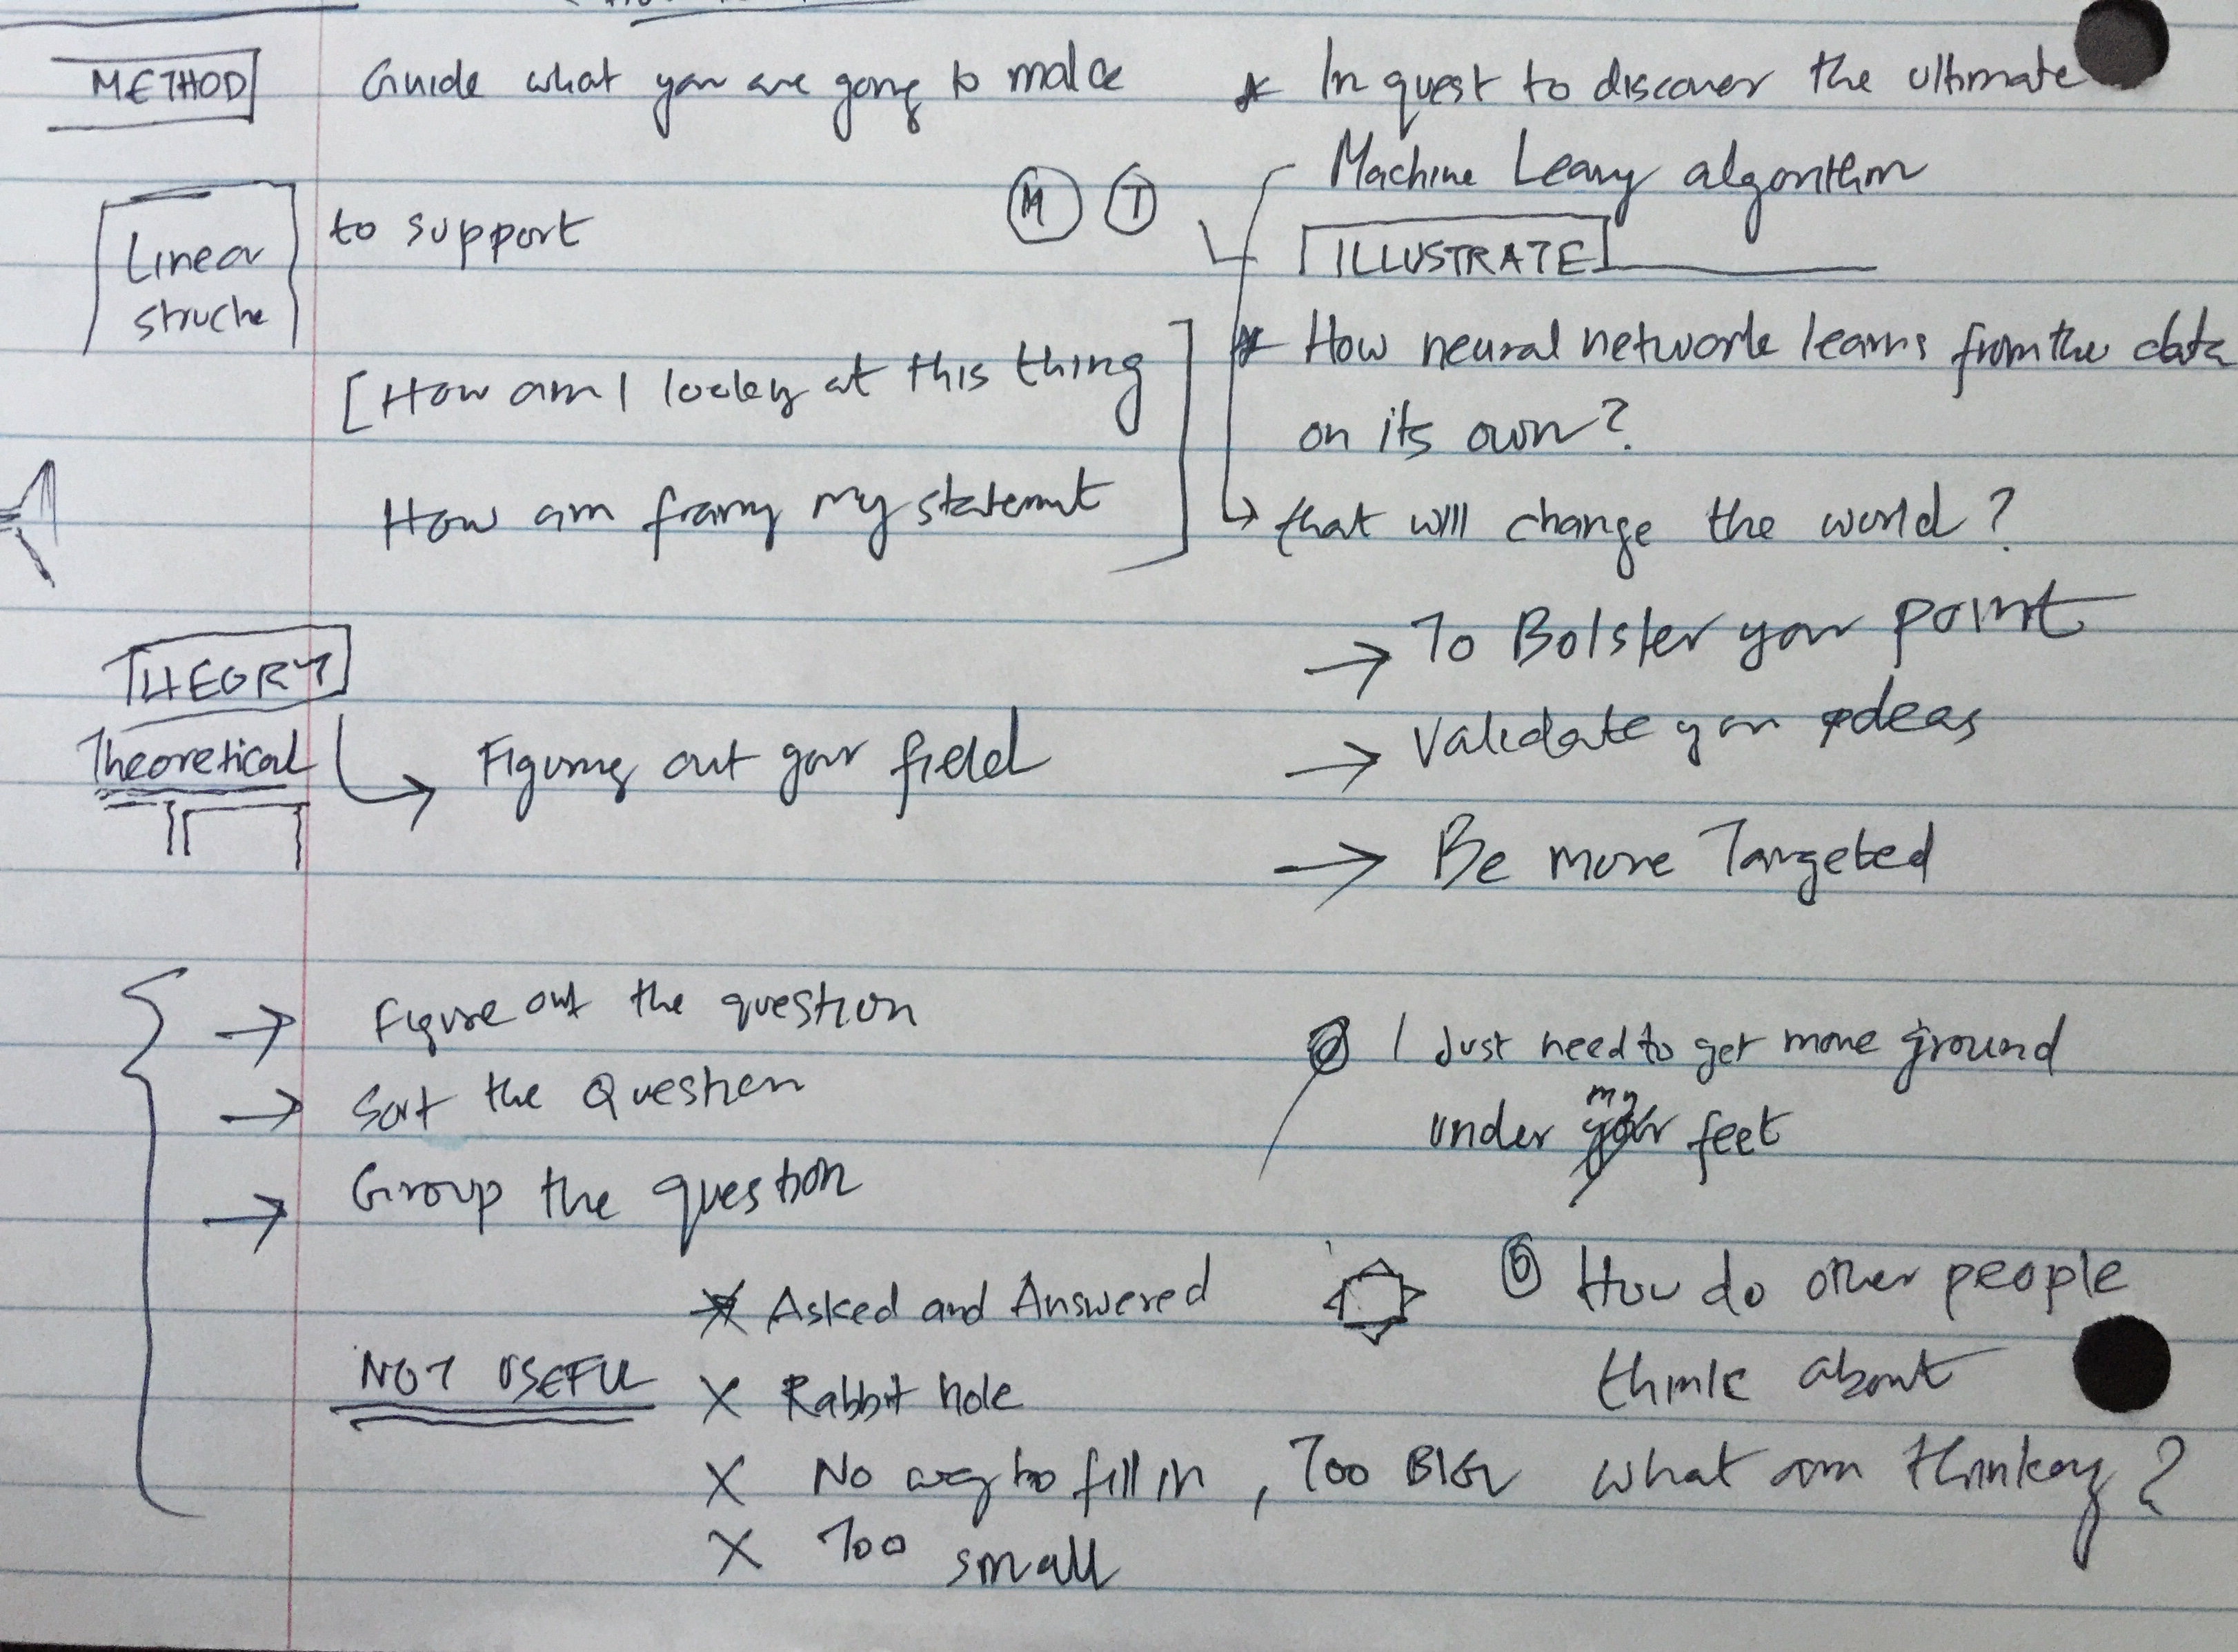 METHOD
Guide what you are going to make
Linear
to support
[How am I looking at this thing]
How am framing my statement
THEORY
Theoretical
Figuring out your field
Figure out the question
Sort the Question
Group the question
NOT USEFUL
Asked and Answered
X Rabbit hole
X No way to fill in, Too BIG
X Too small
* In quest to discover the ultimate
Machine algorithm
M T
ILLUSTRATE
* How neural network learns from the data
on its own?
that will change the world?
→ To Bolster your point
→ Validate your ideas
→ Be more Targeted
I Just need to get more ground
my
under your feet
How do other people
think about
what am thinking?